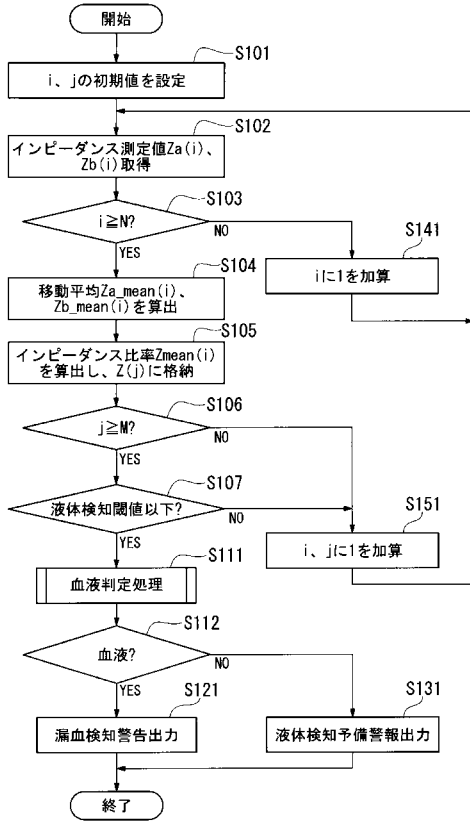 開始
S101
i、jの初期値を設定
S102
インピーダンス測定値Za(i)、
Zb(i)取得
S103
i≧N?
NO
YES
S141
iに1を加算
S104
移動平均Za_mean(i)、
Zb_mean(i)を算出
S105
インピーダンス比率Zmean(i)
を算出し、Z(j)に格納
S106
j≧M?
NO
YES
S107
液体検知閾値以下?
NO
YES
S151
i、jに1を加算
S111
血液判定処理
S112
血液?
NO
YES
S121
漏血検知警告出力
S131
液体検知予備警報出力
終了